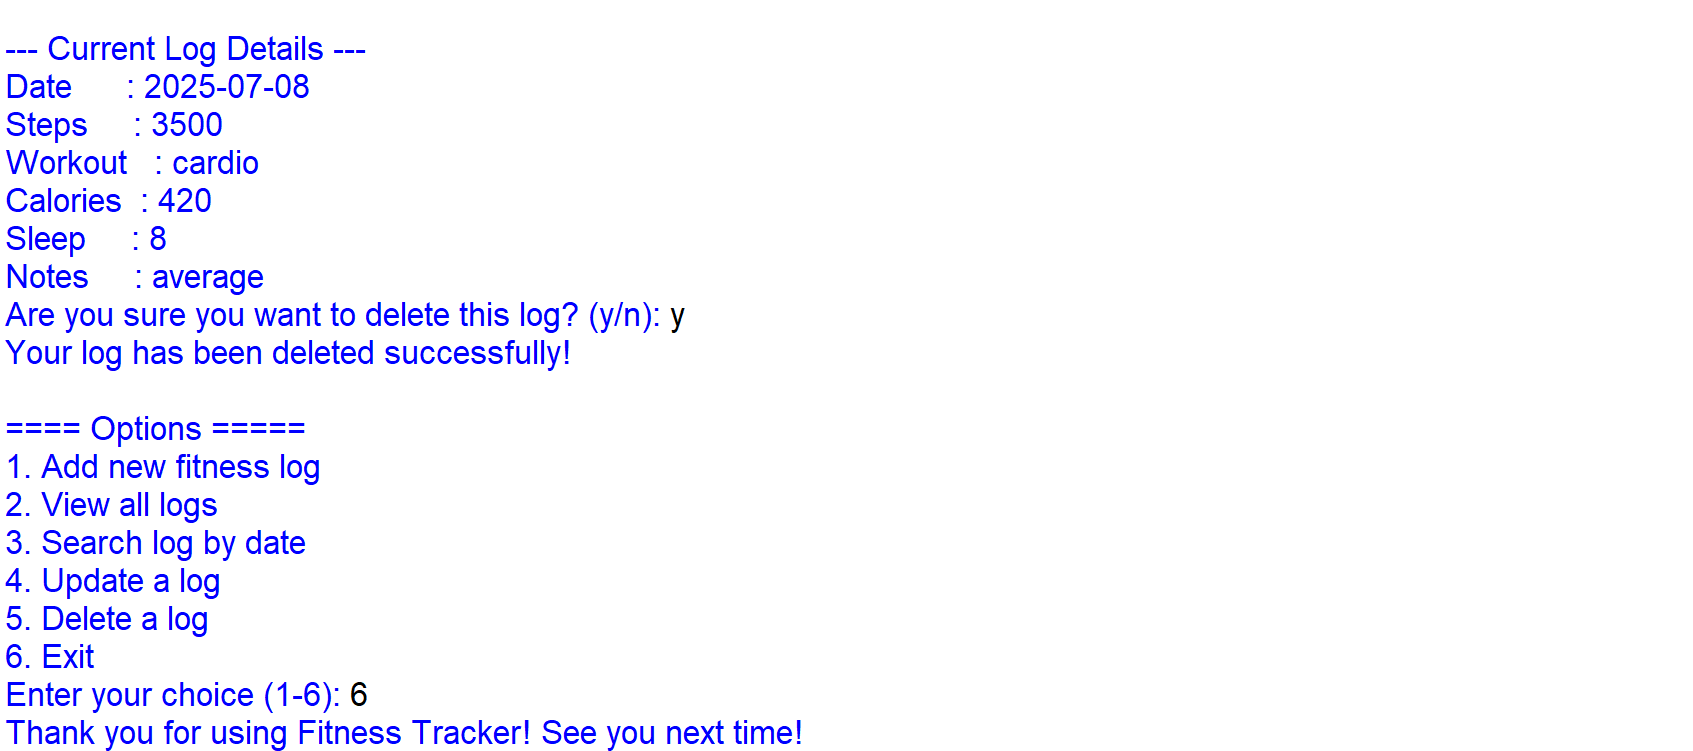 --- Current Log Details ---
Date      : 2025-07-08
Steps     : 3500
Workout   : cardio
Calories  : 420
Sleep     : 8
Notes     : average
Are you sure you want to delete this log? (y/n): y
Your log has been deleted successfully!
==== Options =====
1. Add new fitness log
2. View all logs
3. Search log by date
4. Update a log
5. Delete a log
6. Exit
Enter your choice (1-6): 6
Thank you for using Fitness Tracker! See you next time!